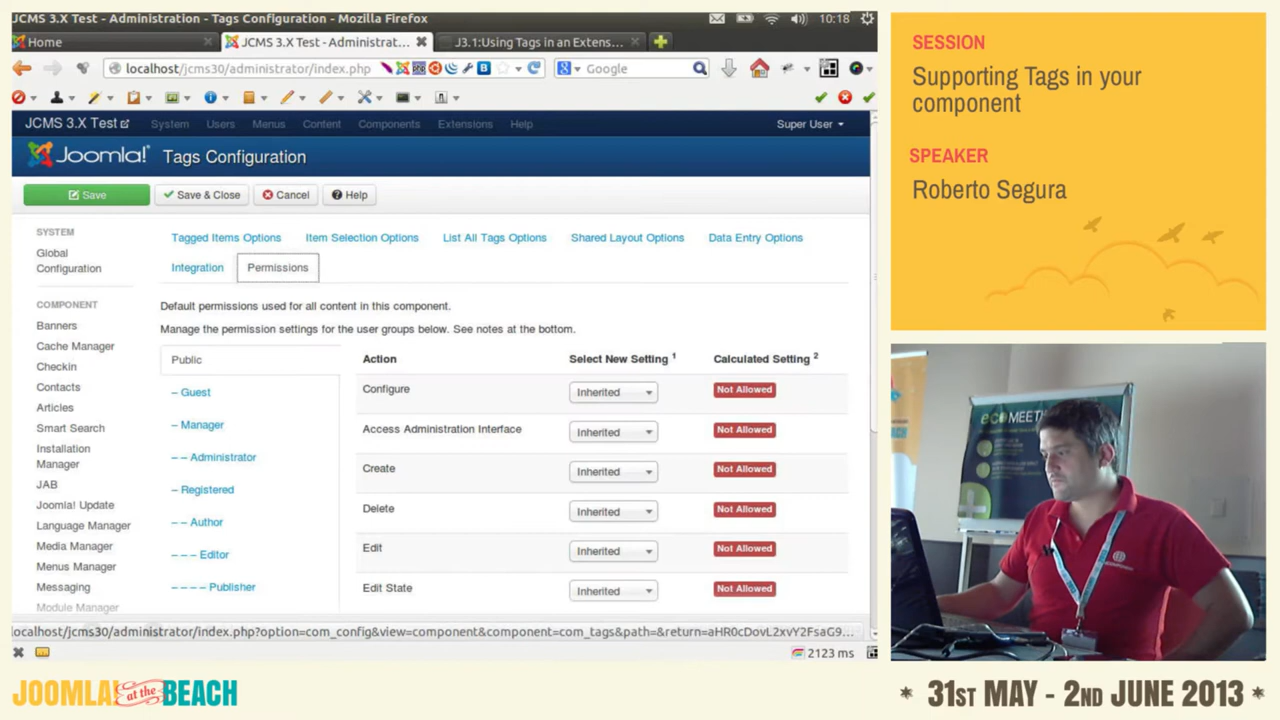 JCMS 3.X Test - Administration - Tags Configuration - Mozilla Firefox
10:18
Home
JCMS 3.X Test - Administrat...
J3.1:Using Tags in an Extens...
localhost/jcms30/administrator/index.php
Google
JCMS 3.X Test
System
Users
Menus
Content
Components
Extensions
Help
Super User
Joomla!
Tags Configuration
Save
Save & Close
Cancel
Help
SYSTEM
Global
Configuration
COMPONENT
Banners
Cache Manager
Checkin
Contacts
Articles
Smart Search
Installation
Manager
JAB
Joomla! Update
Language Manager
Media Manager
Menus Manager
Messaging
Module Manager
Tagged Items Options
Item Selection Options
List All Tags Options
Shared Layout Options
Data Entry Options
Integration
Permissions
Default permissions used for all content in this component.
Manage the permission settings for the user groups below. See notes at the bottom.
Public
– Guest
– Manager
– – Administrator
– Registered
– – Author
– – – Editor
– – – – Publisher
Action
Select New Setting 1
Calculated Setting 2
Configure
Inherited
Not Allowed
Access Administration Interface
Inherited
Not Allowed
Create
Inherited
Not Allowed
Delete
Inherited
Not Allowed
Edit
Inherited
Not Allowed
Edit State
Inherited
Not Allowed
localhost/jcms30/administrator/index.php?option=com_config&view=component&component=com_tags&path=&return=aHR0cDovL2xvY2FsaG9...
2123 ms
SESSION
Supporting Tags in your
component
SPEAKER
Roberto Segura
JOOMLA! at the BEACH
* 31ST MAY - 2ND JUNE 2013 *